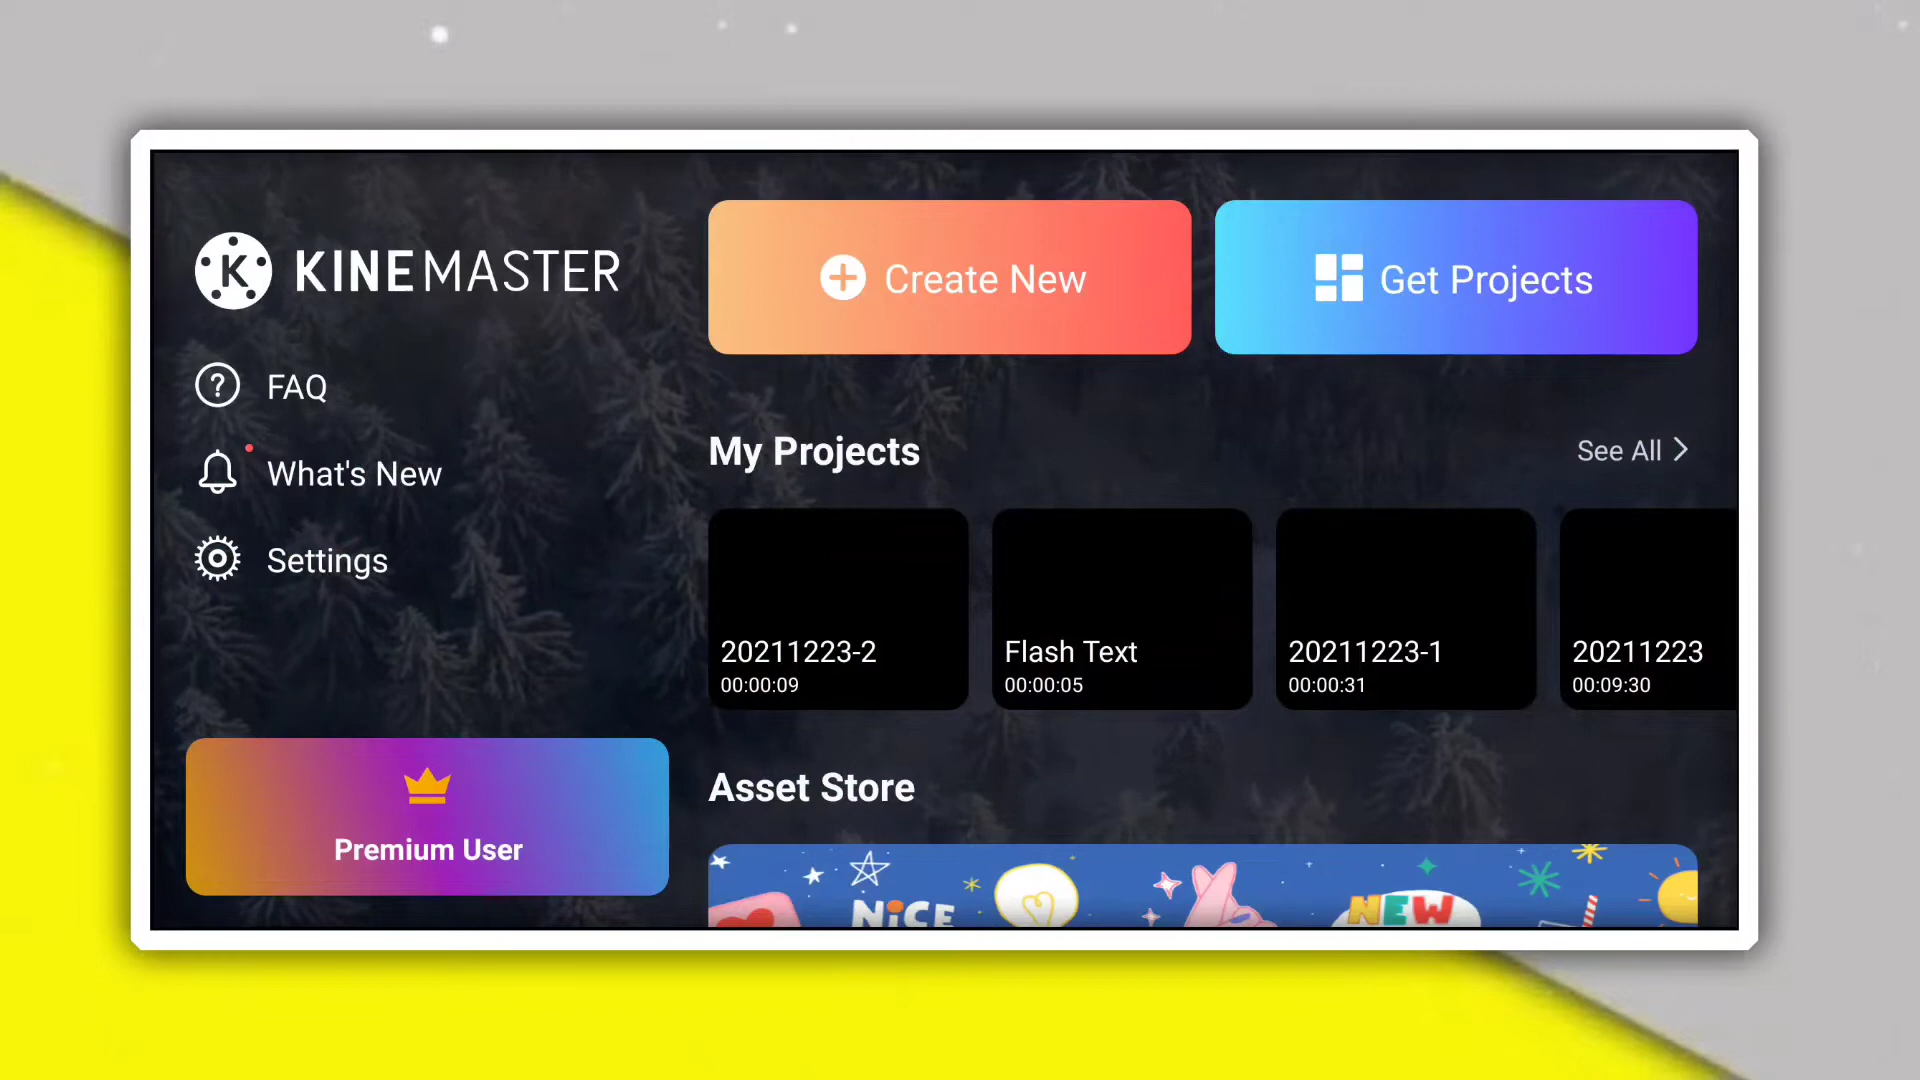 KINEMASTER
FAQ
What's New
Settings
Premium User
Create New
Get Projects
My Projects
See All
20211223-2
00:00:09
Flash Text
00:00:05
20211223-1
00:00:31
20211223
00:09:30
Asset Store
NiCE
NEW